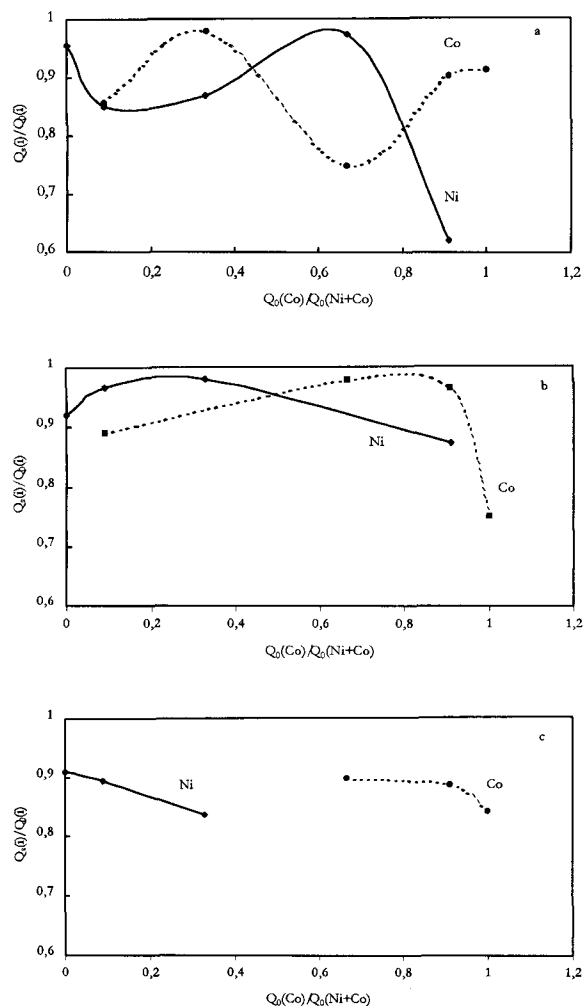 1
a
Co
0,9
Qₛ(i)/Q₀(i)
0,8
0,7
Ni
0,6
0 0,2 0,4 0,6 0,8 1 1,2
Q₀(Co)/Q₀(Ni+Co)
1
b
0,9
Ni
Qₛ(i)/Q₀(i)
0,8
Co
0,7
0,6
0 0,2 0,4 0,6 0,8 1 1,2
Q₀(Co)/Q₀(Ni+Co)
1
c
0,9
Ni
Co
Qₛ(i)/Q₀(i)
0,8
0,7
0,6
0 0,2 0,4 0,6 0,8 1 1,2
Q₀(Co)/Q₀(Ni+Co)